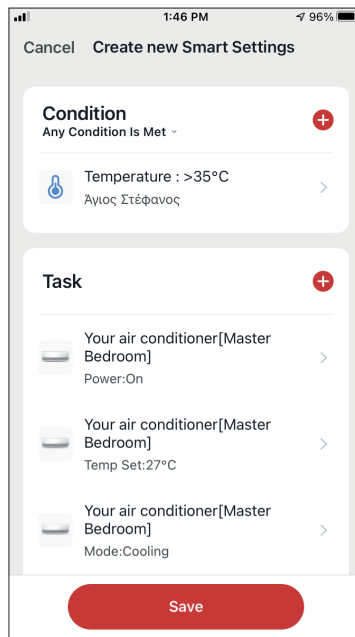 1:46 PM
96%
Cancel Create new Smart Settings
Condition
Any Condition Is Met
Temperature : >35°C
Άγιος Στέφανος
Task
Your air conditioner[Master
Bedroom]
Power:On
Your air conditioner[Master
Bedroom]
Temp Set:27°C
Your air conditioner[Master
Bedroom]
Mode:Cooling
Save